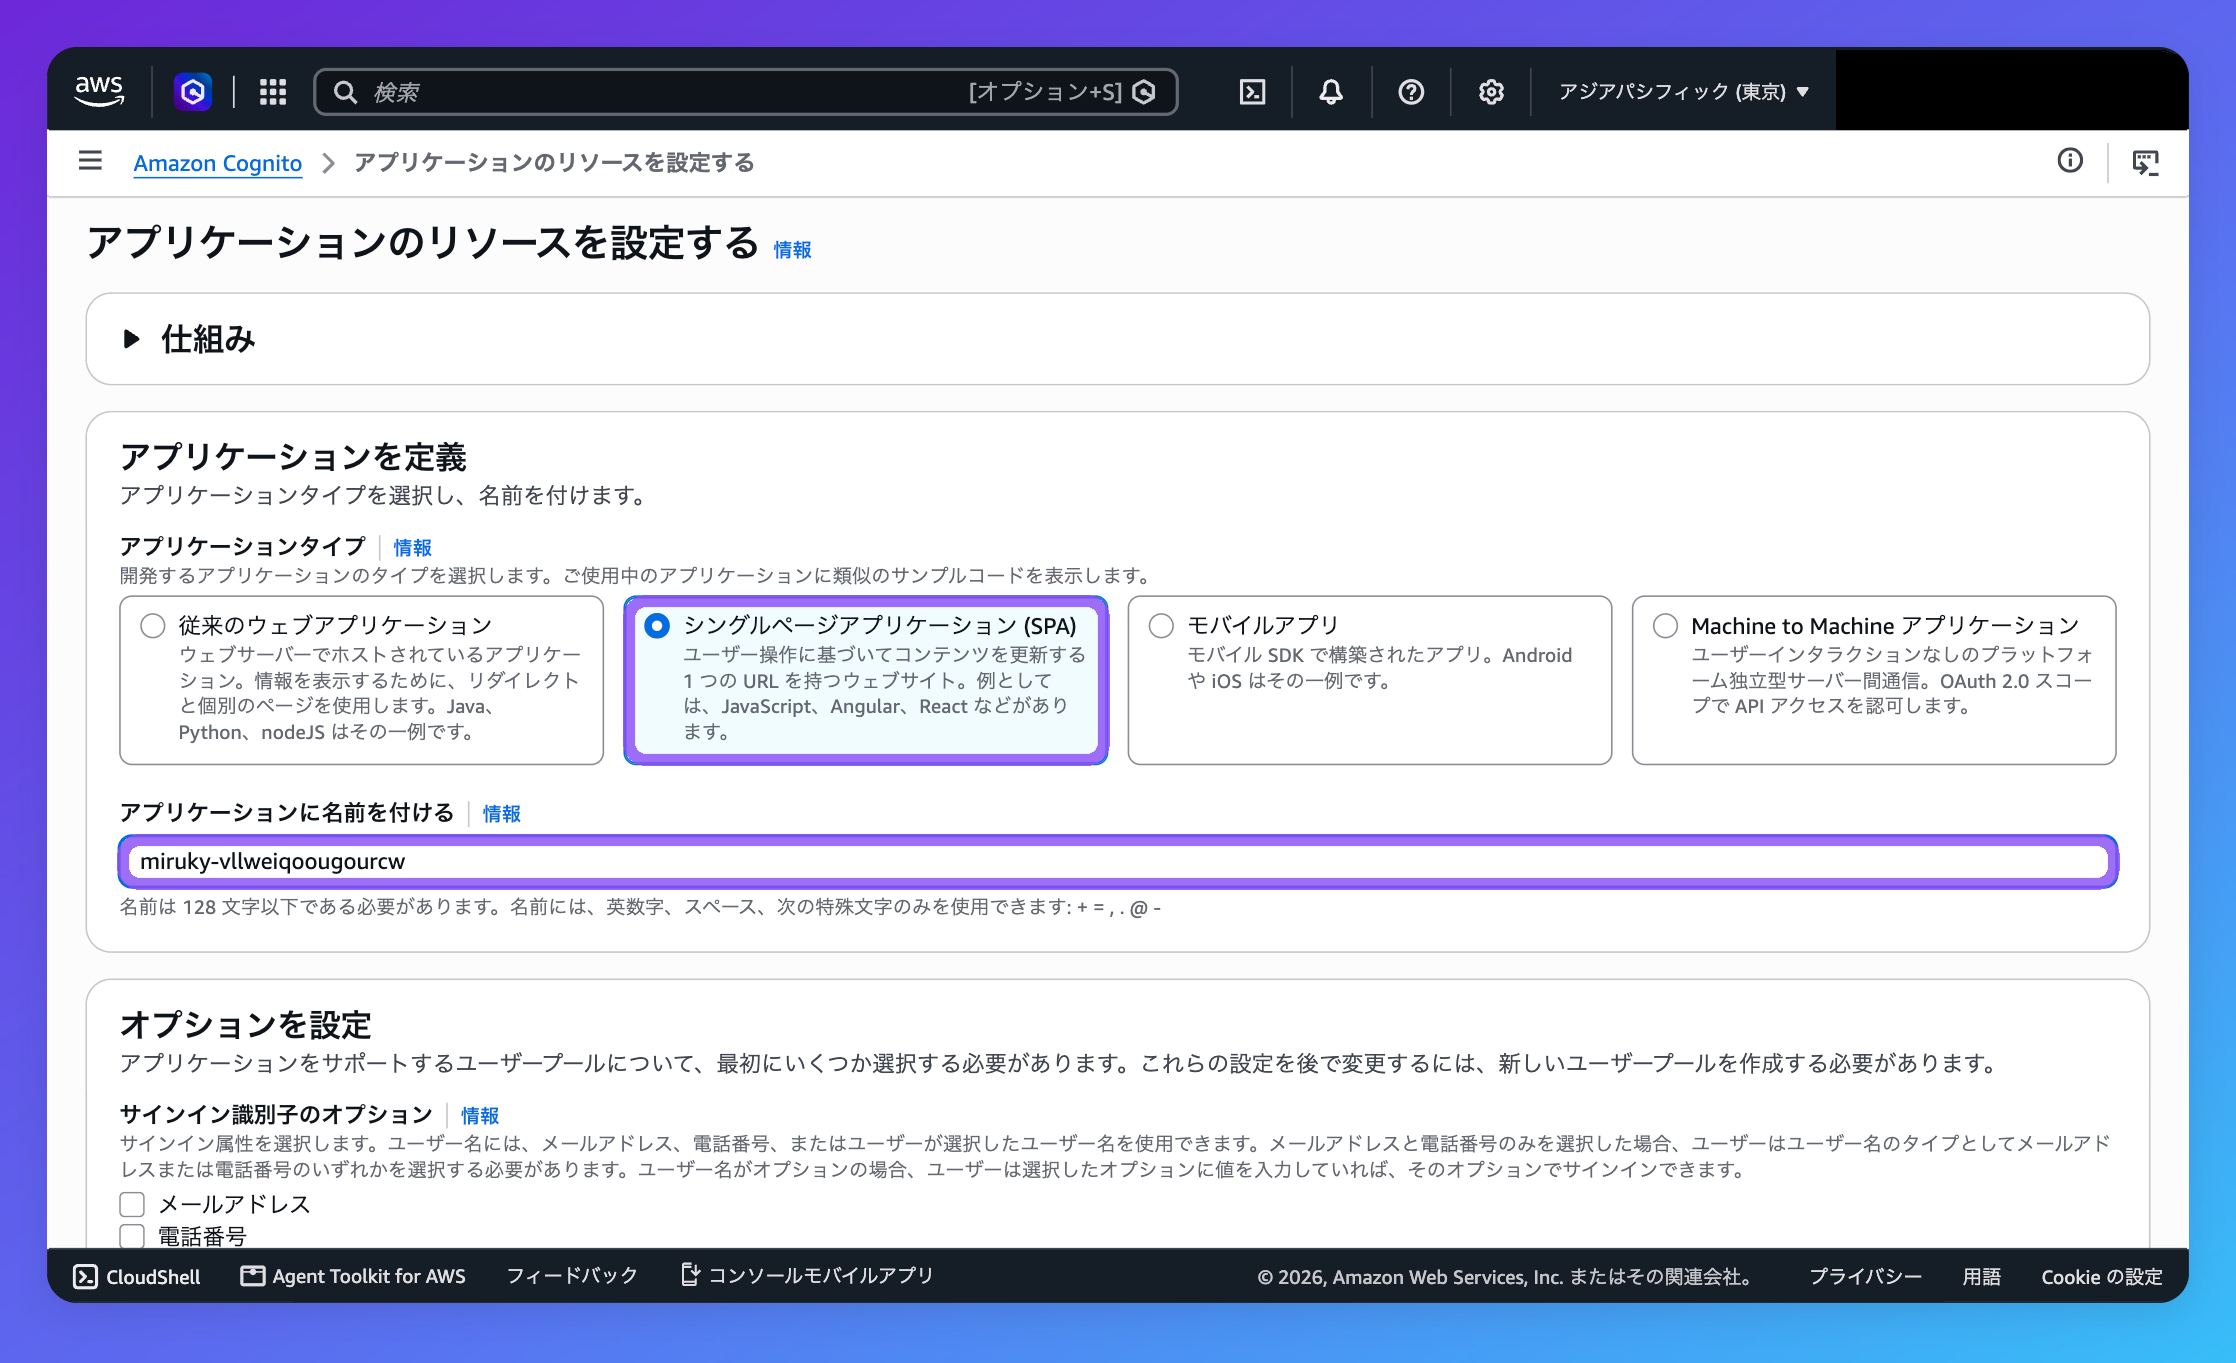 aws
検索 [オプション+S]
アジアパシフィック (東京) ▼
Amazon Cognito > アプリケーションのリソースを設定する
アプリケーションのリソースを設定する 情報
仕組み
アプリケーションを定義
アプリケーションタイプを選択し、名前を付けます。
アプリケーションタイプ 情報
開発するアプリケーションのタイプを選択します。ご使用中のアプリケーションに類似のサンプルコードを表示します。
従来のウェブアプリケーション
ウェブサーバーでホストされているアプリケー
ション。情報を表示するために、リダイレクト
と個別のページを使用します。Java、
Python、nodeJS はその一例です。
シングルページアプリケーション (SPA)
ユーザー操作に基づいてコンテンツを更新する
1 つの URL を持つウェブサイト。例として
は、JavaScript、Angular、React などがあり
ます。
モバイルアプリ
モバイル SDK で構築されたアプリ。Android
や iOS はその一例です。
Machine to Machine アプリケーション
ユーザーインタラクションなしのプラットフォ
ーム独立型サーバー間通信。OAuth 2.0 スコー
プで API アクセスを認可します。
アプリケーションに名前を付ける 情報
miruky-vllweiqoougourcw
名前は 128 文字以下である必要があります。名前には、英数字、スペース、次の特殊文字のみを使用できます: + = , . @ -
オプションを設定
アプリケーションをサポートするユーザープールについて、最初にいくつか選択する必要があります。これらの設定を後で変更するには、新しいユーザープールを作成する必要があります。
サインイン識別子のオプション 情報
サインイン属性を選択します。ユーザー名には、メールアドレス、電話番号、またはユーザーが選択したユーザー名を使用できます。メールアドレスと電話番号のみを選択した場合、ユーザーはユーザー名のタイプとしてメールアド
レスまたは電話番号のいずれかを選択する必要があります。ユーザー名がオプションの場合、ユーザーは選択したオプションに値を入力していれば、そのオプションでサインインできます。
メールアドレス
電話番号
CloudShell Agent Toolkit for AWS フィードバック コンソールモバイルアプリ © 2026, Amazon Web Services, Inc. またはその関連会社。 プライバシー 用語 Cookie の設定